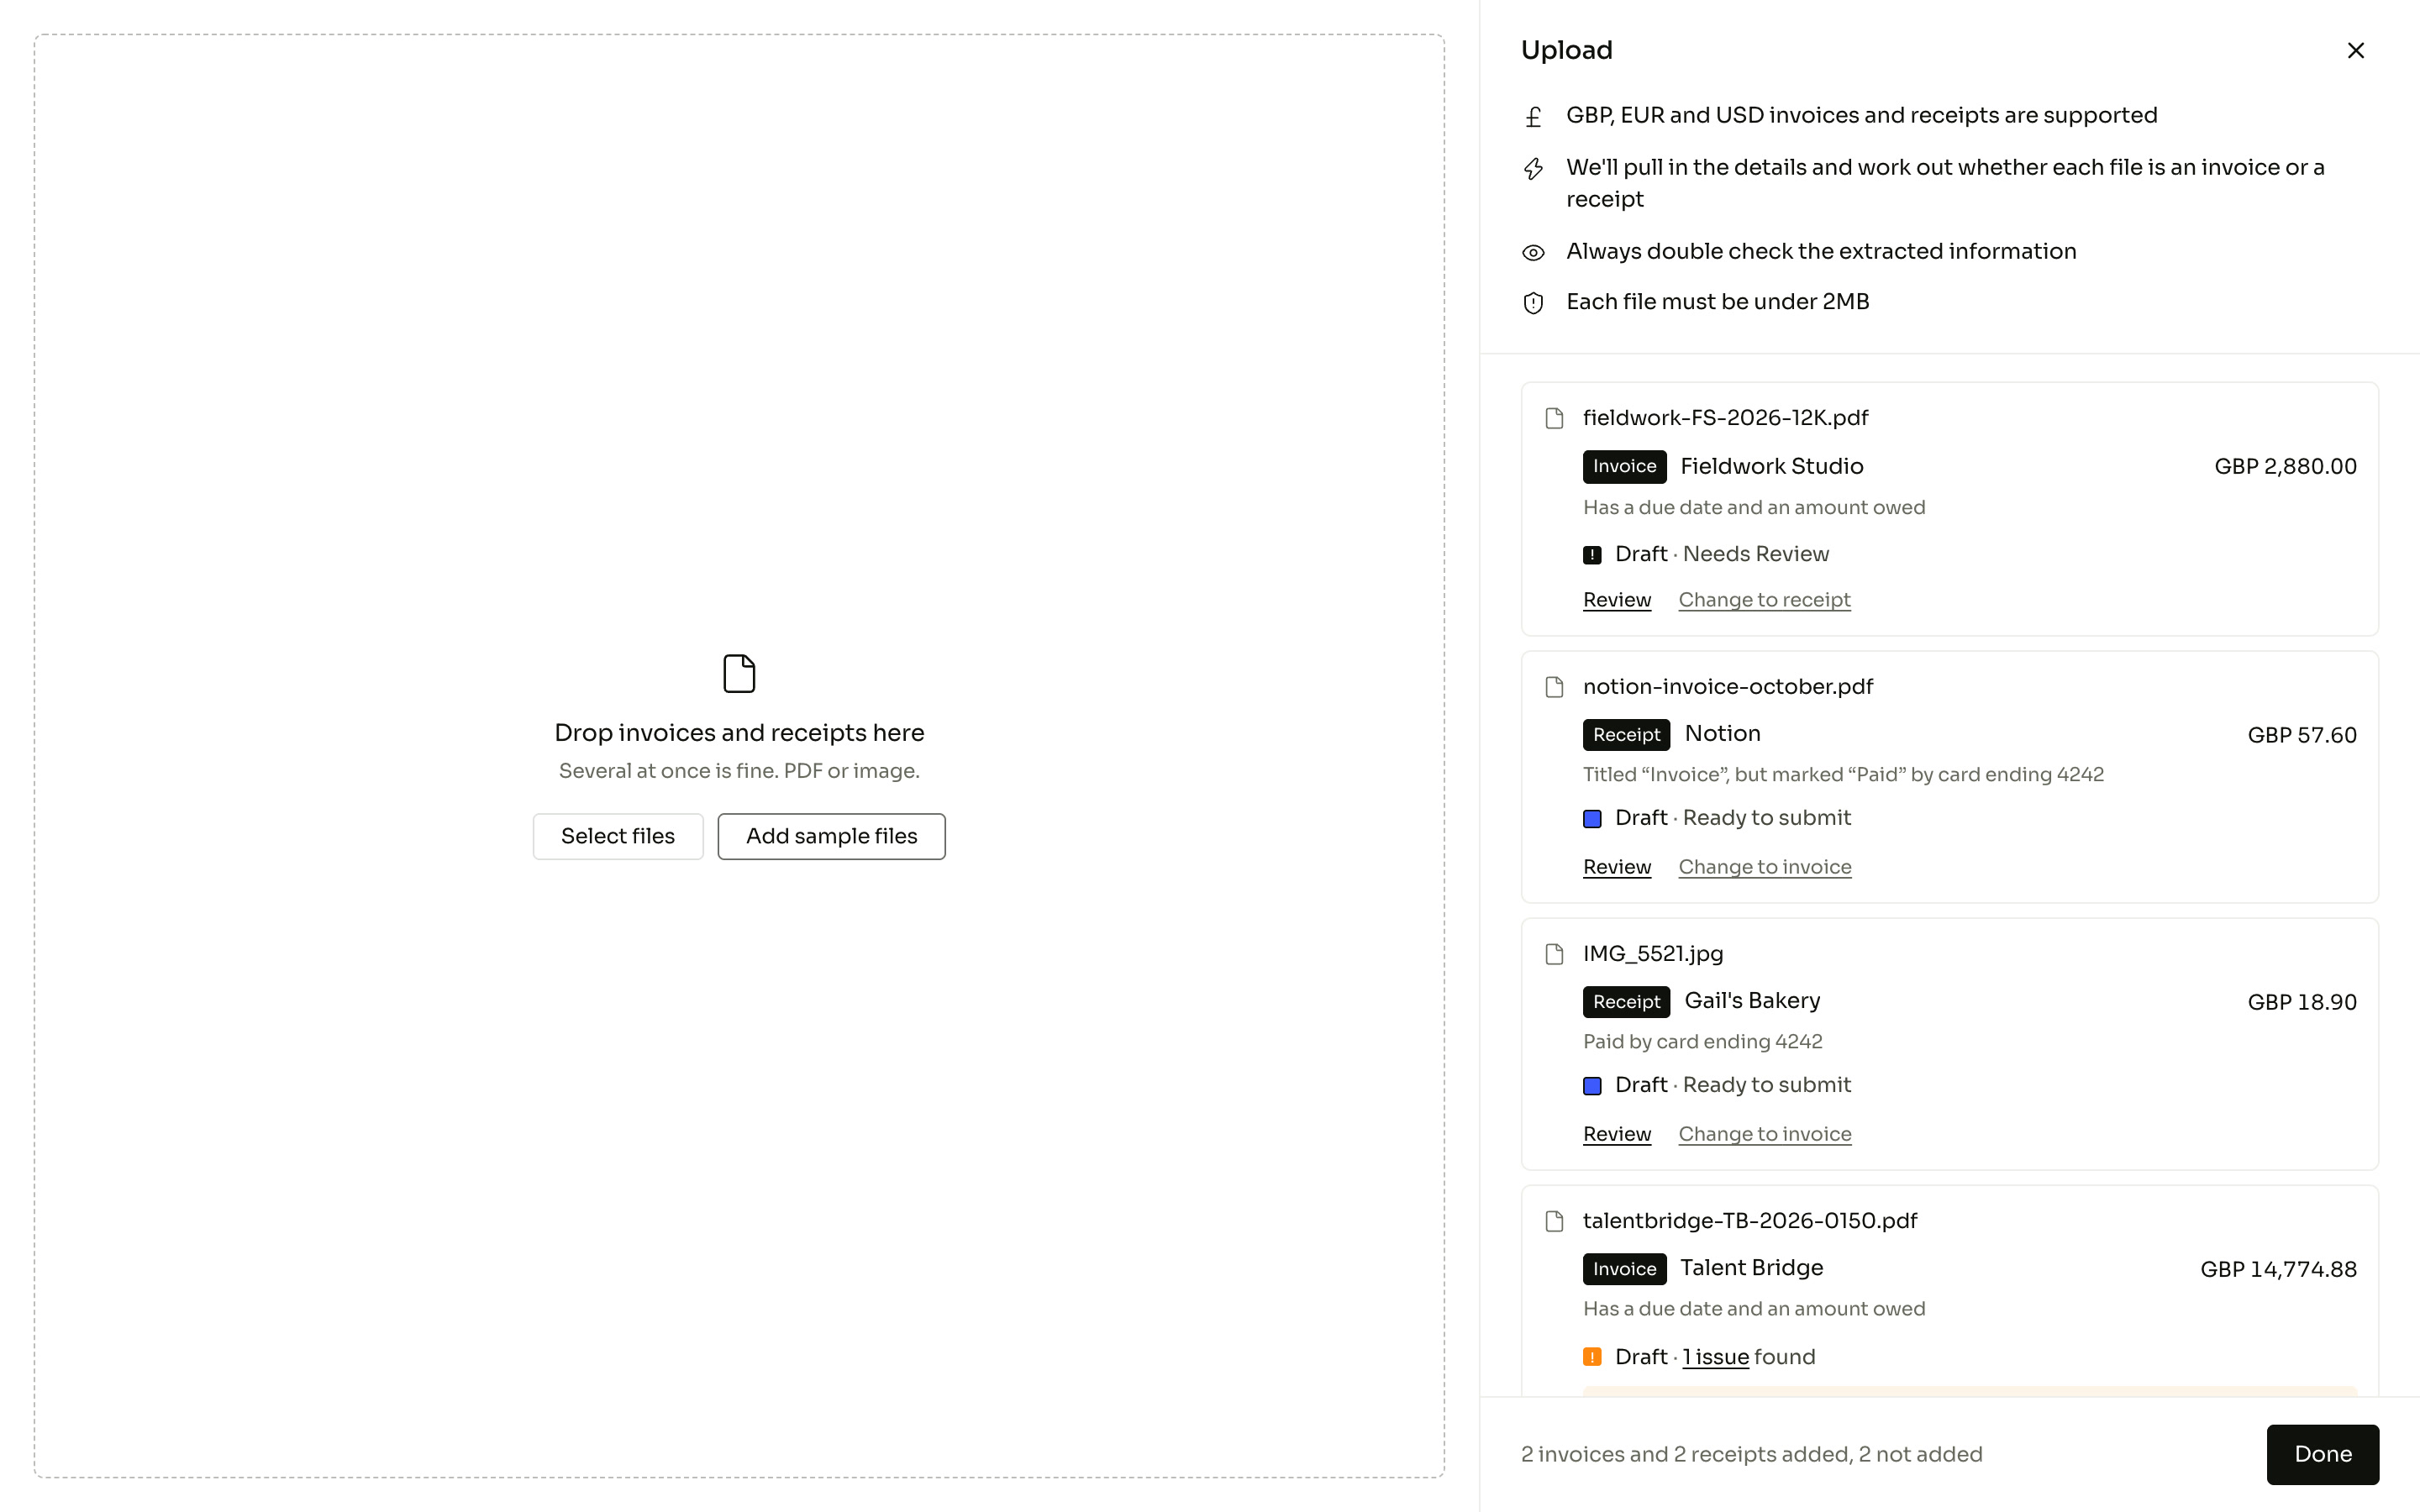 Drop invoices and receipts here
Several at once is fine. PDF or image.
Select files
Add sample files
Upload
GBP, EUR and USD invoices and receipts are supported
We'll pull in the details and work out whether each file is an invoice or a
receipt
Always double check the extracted information
Each file must be under 2MB
fieldwork-FS-2026-12K.pdf
Invoice Fieldwork Studio GBP 2,880.00
Has a due date and an amount owed
Draft · Needs Review
Review Change to receipt
notion-invoice-october.pdf
Receipt Notion GBP 57.60
Titled “Invoice”, but marked “Paid” by card ending 4242
Draft · Ready to submit
Review Change to invoice
IMG_5521.jpg
Receipt Gail's Bakery GBP 18.90
Paid by card ending 4242
Draft · Ready to submit
Review Change to invoice
talentbridge-TB-2026-0150.pdf
Invoice Talent Bridge GBP 14,774.88
Has a due date and an amount owed
Draft · 1 issue found
2 invoices and 2 receipts added, 2 not added
Done